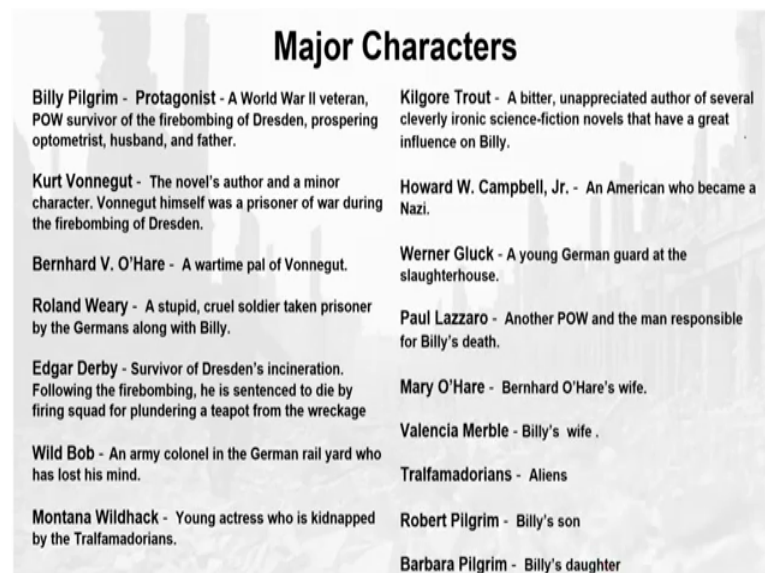 Major Characters
Billy Pilgrim - Protagonist - A World War II veteran,
POW survivor of the firebombing of Dresden, prospering
optometrist, husband, and father.
Kurt Vonnegut - The novel's author and a minor
character. Vonnegut himself was a prisoner of war during
the firebombing of Dresden.
Bernhard V. O'Hare - A wartime pal of Vonnegut.
Roland Weary - A stupid, cruel soldier taken prisoner
by the Germans along with Billy.
Edgar Derby - Survivor of Dresden's incineration.
Following the firebombing, he is sentenced to die by
firing squad for plundering a teapot from the wreckage
Wild Bob - An army colonel in the German rail yard who
has lost his mind.
Montana Wildhack - Young actress who is kidnapped
by the Tralfamadorians.
Kilgore Trout - A bitter, unappreciated author of several
cleverly ironic science-fiction novels that have a great
influence on Billy.
Howard W. Campbell, Jr. - An American who became a
Nazi.
Werner Gluck - A young German guard at the
slaughterhouse.
Paul Lazzaro - Another POW and the man responsible
for Billy's death.
Mary O'Hare - Bernhard O'Hare's wife.
Valencia Merble - Billy's wife .
Tralfamadorians - Aliens
Robert Pilgrim - Billy's son
Barbara Pilgrim - Billy's daughter